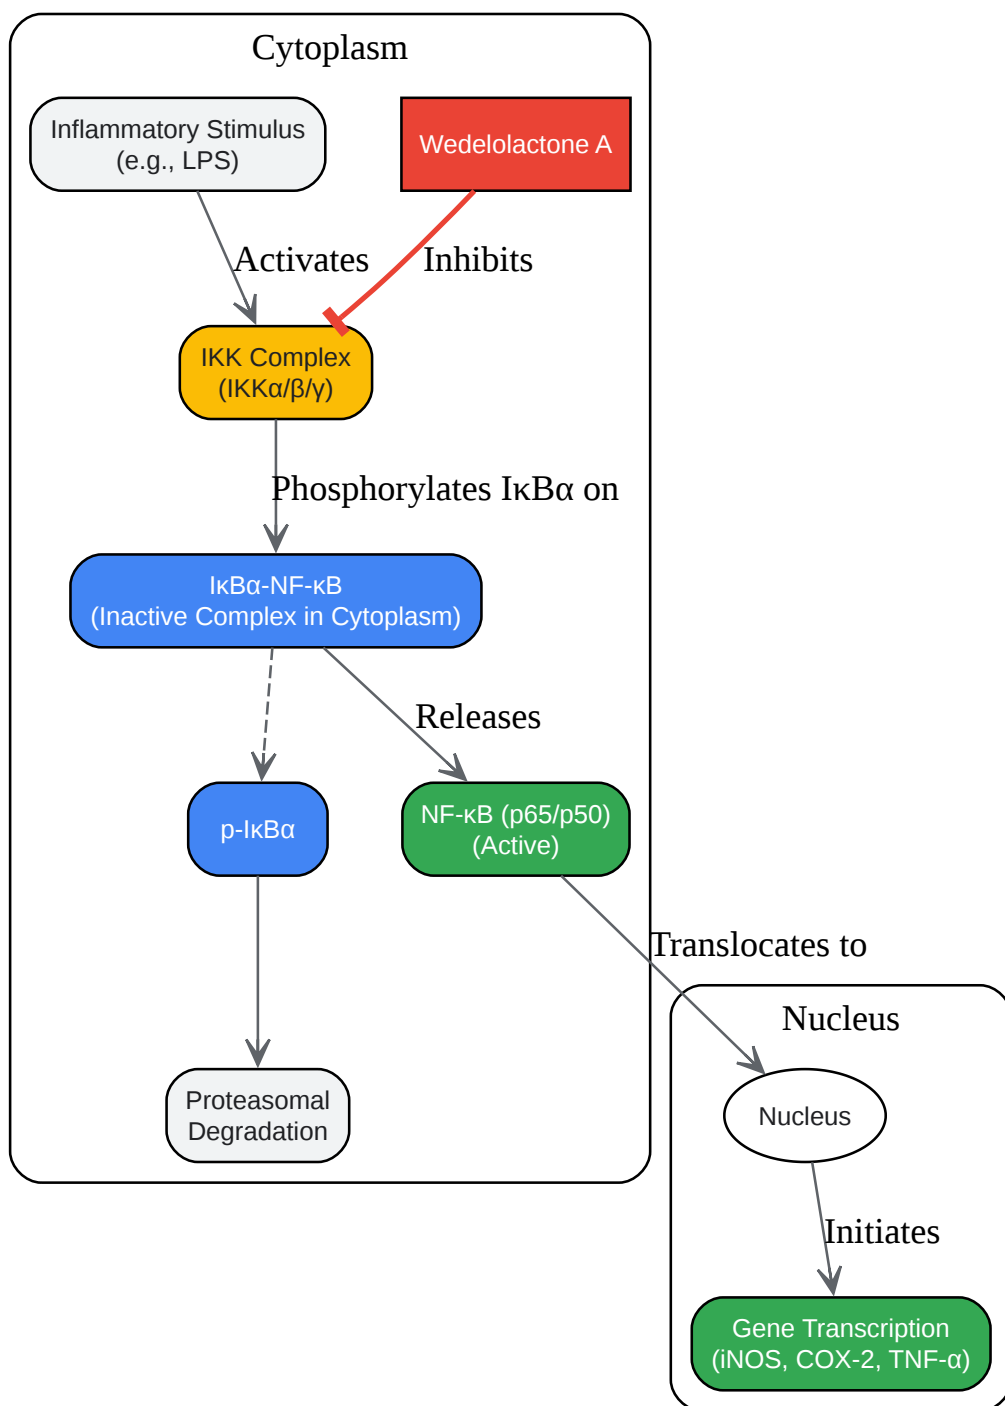 Cytoplasm
Inflammatory Stimulus
(e.g., LPS)
Wedelolactone A
Activates
Inhibits
IKK Complex
(IKKα/β/γ)
Phosphorylates IκBα on
IκBα-NF-κB
(Inactive Complex in Cytoplasm)
Releases
p-IκBα
NF-κB (p65/p50)
(Active)
Translocates to
Nucleus
Proteasomal
Degradation
Nucleus
Initiates
Gene Transcription
(iNOS, COX-2, TNF-α)